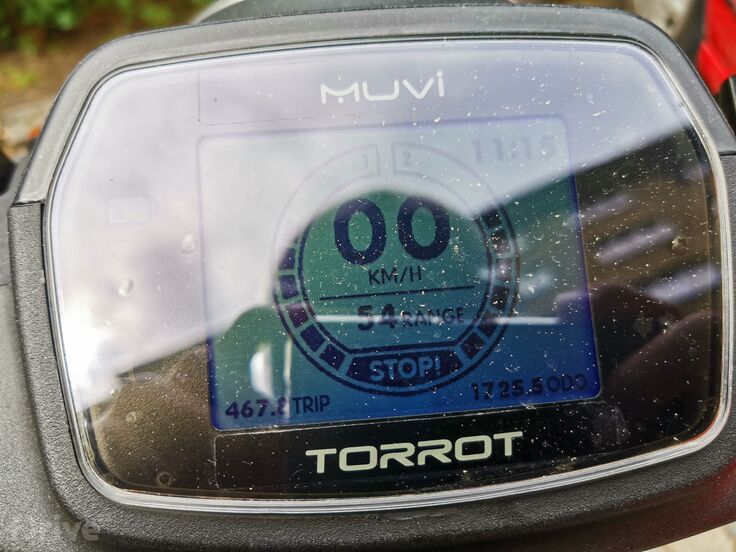 MUVi
1 2 11:15
00
KM/H
54 RANGE
STOP!
467.8 TRIP 1725.5 ODO
TORROT